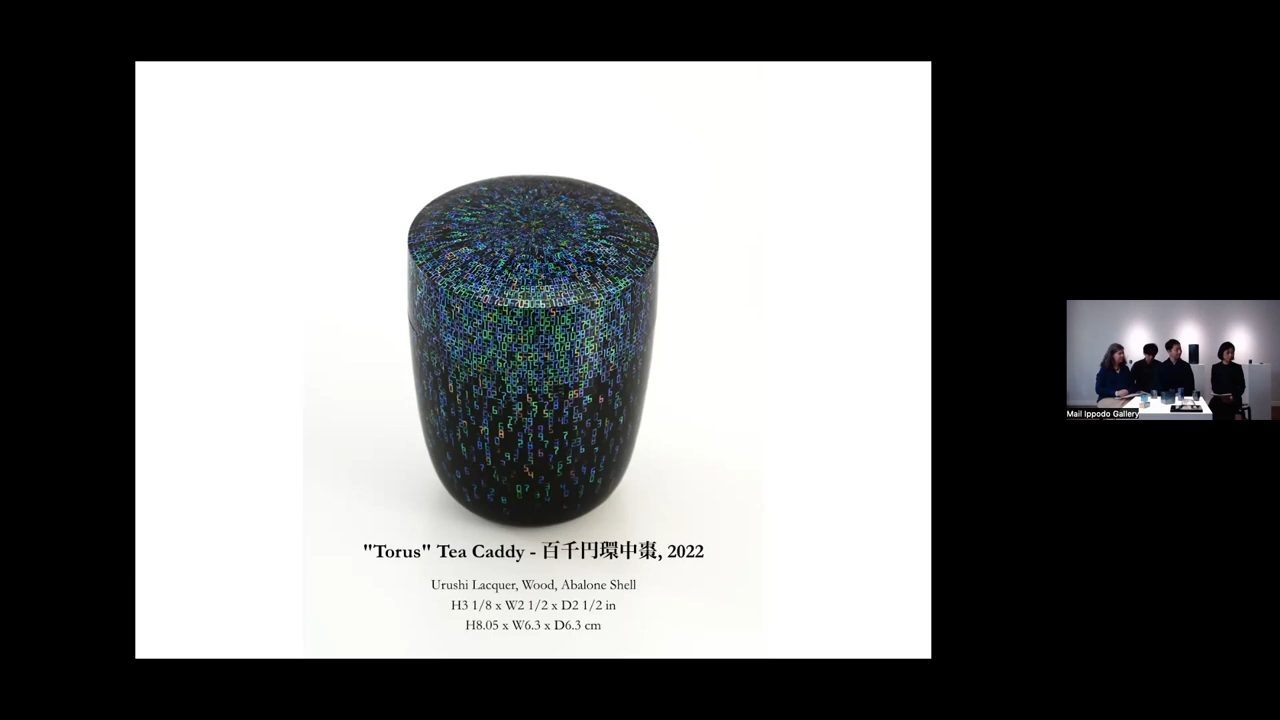 "Torus" Tea Caddy - 百千円環中棗, 2022
Urushi Lacquer, Wood, Abalone Shell
H3 1/8 x W2 1/2 x D2 1/2 in
H8.05 x W6.3 x D6.3 cm
Mail Ippodo Gallery